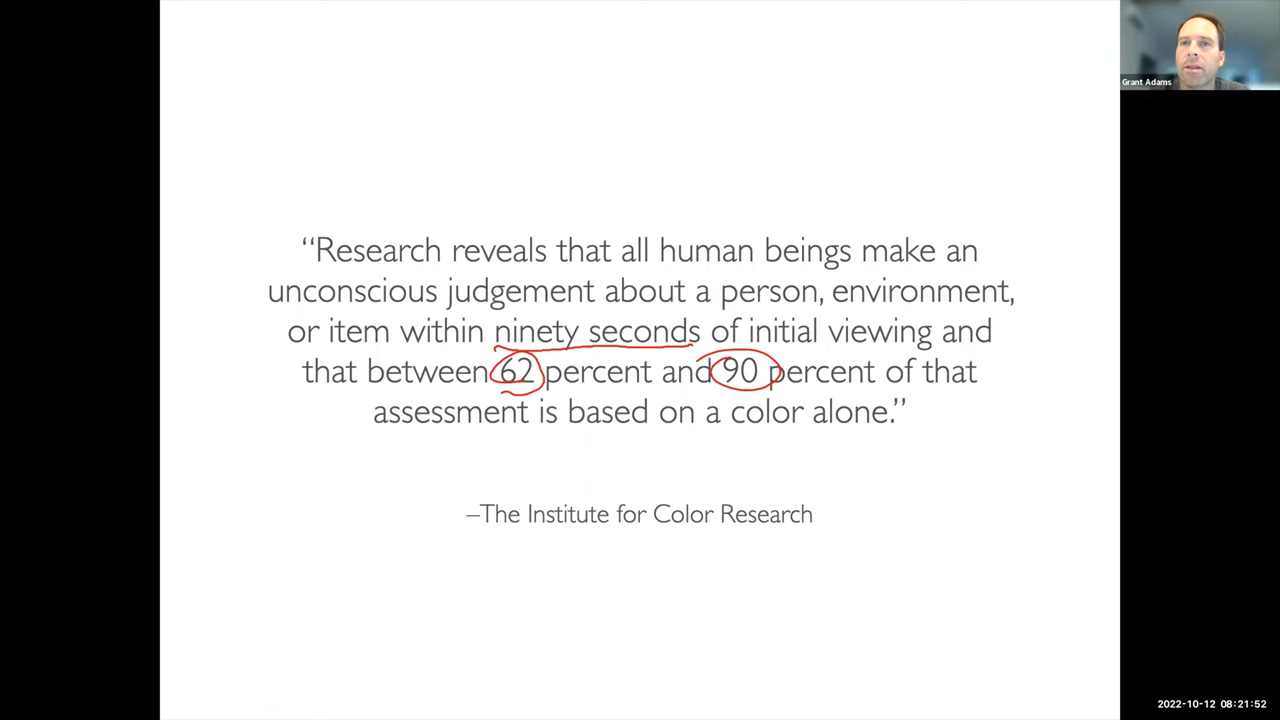 Grant Adams
“Research reveals that all human beings make an
unconscious judgement about a person, environment,
or item within ninety seconds of initial viewing and
that between 62 percent and 90 percent of that
assessment is based on a color alone.”
–The Institute for Color Research
2022-10-12 08:21:52